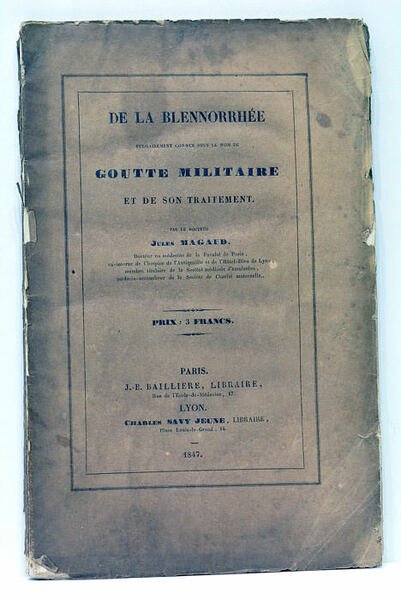 DE LA BLENNORRHÉE
VULGAIREMENT CONNUE SOUS LE NOM DE
GOUTTE MILITAIRE
ET DE SON TRAITEMENT.
PAR LE DOCTEUR
JULES MAGAUD,
Docteur en médecine de la Faculté de Paris,
ex-interne de l'hospice de l'Antiquaille et de l'Hôtel-Dieu de Lyon,
membre titulaire de la Société médicale d'émulation,
médecin-accoucheur de la Société de Charité maternelle.
PRIX : 3 FRANCS.
PARIS.
J.-B. BAILLIERE, LIBRAIRE,
Rue de l'Ecole-de-Médecine, 17.
LYON.
CHARLES SAVY JEUNE, LIBRAIRE,
Place Louis-le-Grand, 14.
1847.